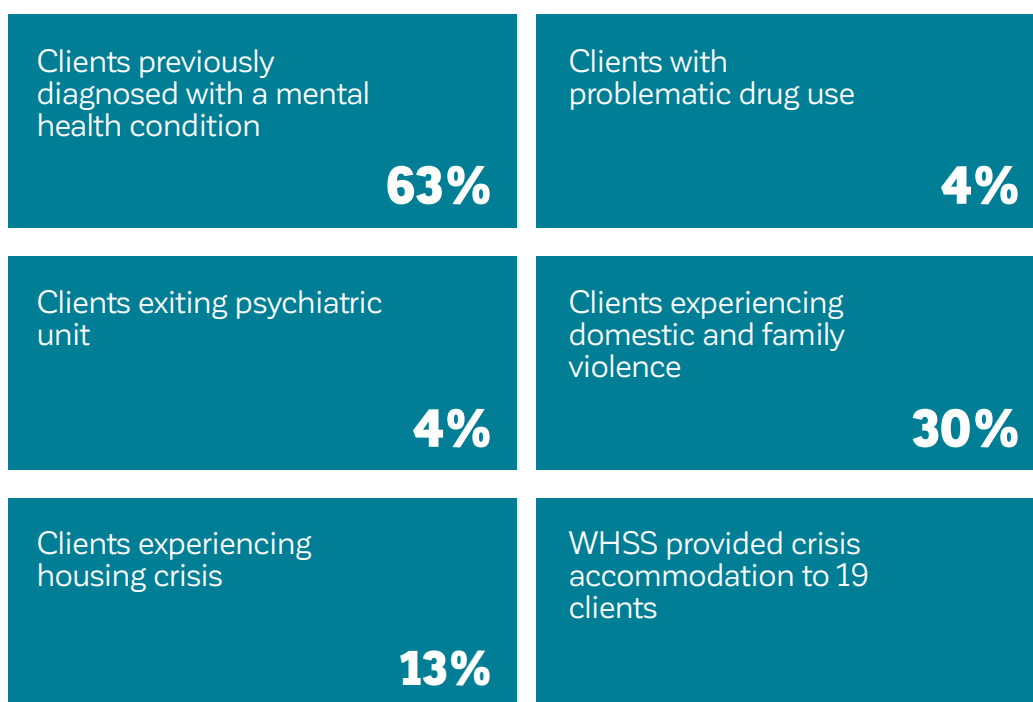 Clients previously
diagnosed with a mental
health condition
63%
Clients with
problematic drug use
4%
Clients exiting psychiatric
unit
4%
Clients experiencing
domestic and family
violence
30%
Clients experiencing
housing crisis
13%
WHSS provided crisis
accommodation to 19
clients